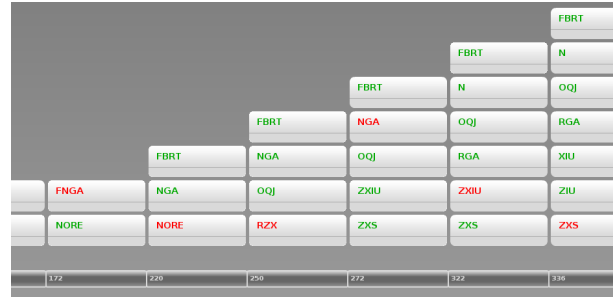 FBRT
FBRT N
FBRT N OQJ
FBRT NGA OQJ RGA
FBRT NGA OQJ RGA XIU
FNGA NGA OQJ ZXIU ZXIU ZIU
NORE NORE RZX ZXS ZXS ZXS
172 220 250 272 322 336